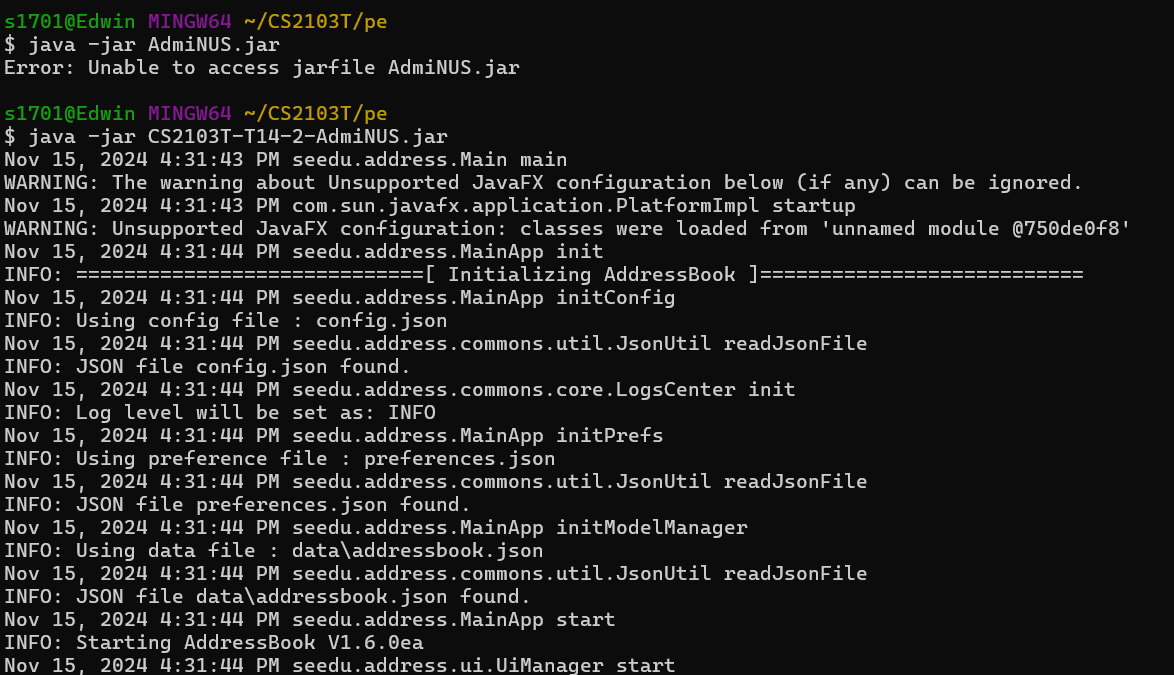 s1701@Edwin MINGW64 ~/CS2103T/pe
$ java -jar AdmiNUS.jar
Error: Unable to access jarfile AdmiNUS.jar
s1701@Edwin MINGW64 ~/CS2103T/pe
$ java -jar CS2103T-T14-2-AdmiNUS.jar
Nov 15, 2024 4:31:43 PM seedu.address.Main main
WARNING: The warning about Unsupported JavaFX configuration below (if any) can be ignored.
Nov 15, 2024 4:31:43 PM com.sun.javafx.application.PlatformImpl startup
WARNING: Unsupported JavaFX configuration: classes were loaded from 'unnamed module @750de0f8'
Nov 15, 2024 4:31:44 PM seedu.address.MainApp init
INFO: =============================[ Initializing AddressBook ]===========================
Nov 15, 2024 4:31:44 PM seedu.address.MainApp initConfig
INFO: Using config file : config.json
Nov 15, 2024 4:31:44 PM seedu.address.commons.util.JsonUtil readJsonFile
INFO: JSON file config.json found.
Nov 15, 2024 4:31:44 PM seedu.address.commons.core.LogsCenter init
INFO: Log level will be set as: INFO
Nov 15, 2024 4:31:44 PM seedu.address.MainApp initPrefs
INFO: Using preference file : preferences.json
Nov 15, 2024 4:31:44 PM seedu.address.commons.util.JsonUtil readJsonFile
INFO: JSON file preferences.json found.
Nov 15, 2024 4:31:44 PM seedu.address.MainApp initModelManager
INFO: Using data file : data\addressbook.json
Nov 15, 2024 4:31:44 PM seedu.address.commons.util.JsonUtil readJsonFile
INFO: JSON file data\addressbook.json found.
Nov 15, 2024 4:31:44 PM seedu.address.MainApp start
INFO: Starting AddressBook V1.6.0ea
Nov 15, 2024 4:31:44 PM seedu.address.ui.UiManager start